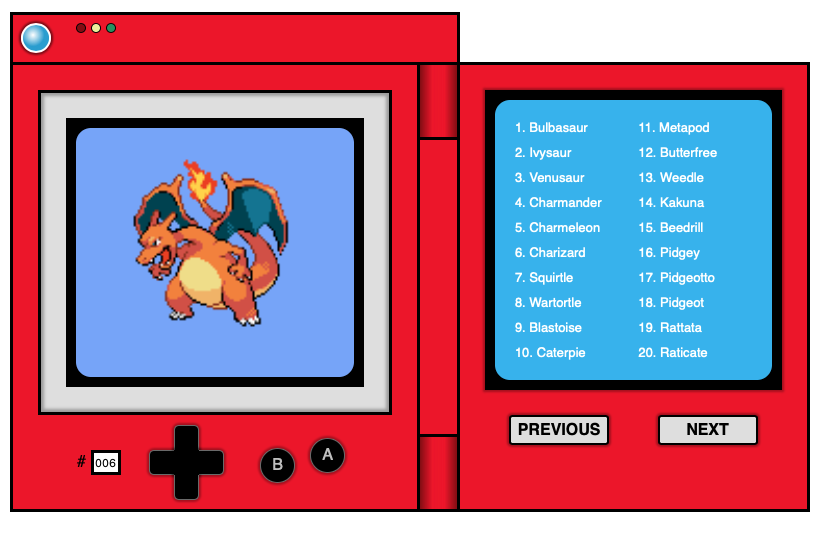 1. Bulbasaur
2. Ivysaur
3. Venusaur
4. Charmander
5. Charmeleon
6. Charizard
7. Squirtle
8. Wartortle
9. Blastoise
10. Caterpie
11. Metapod
12. Butterfree
13. Weedle
14. Kakuna
15. Beedrill
16. Pidgey
17. Pidgeotto
18. Pidgeot
19. Rattata
20. Raticate
PREVIOUS NEXT
# 006 B A